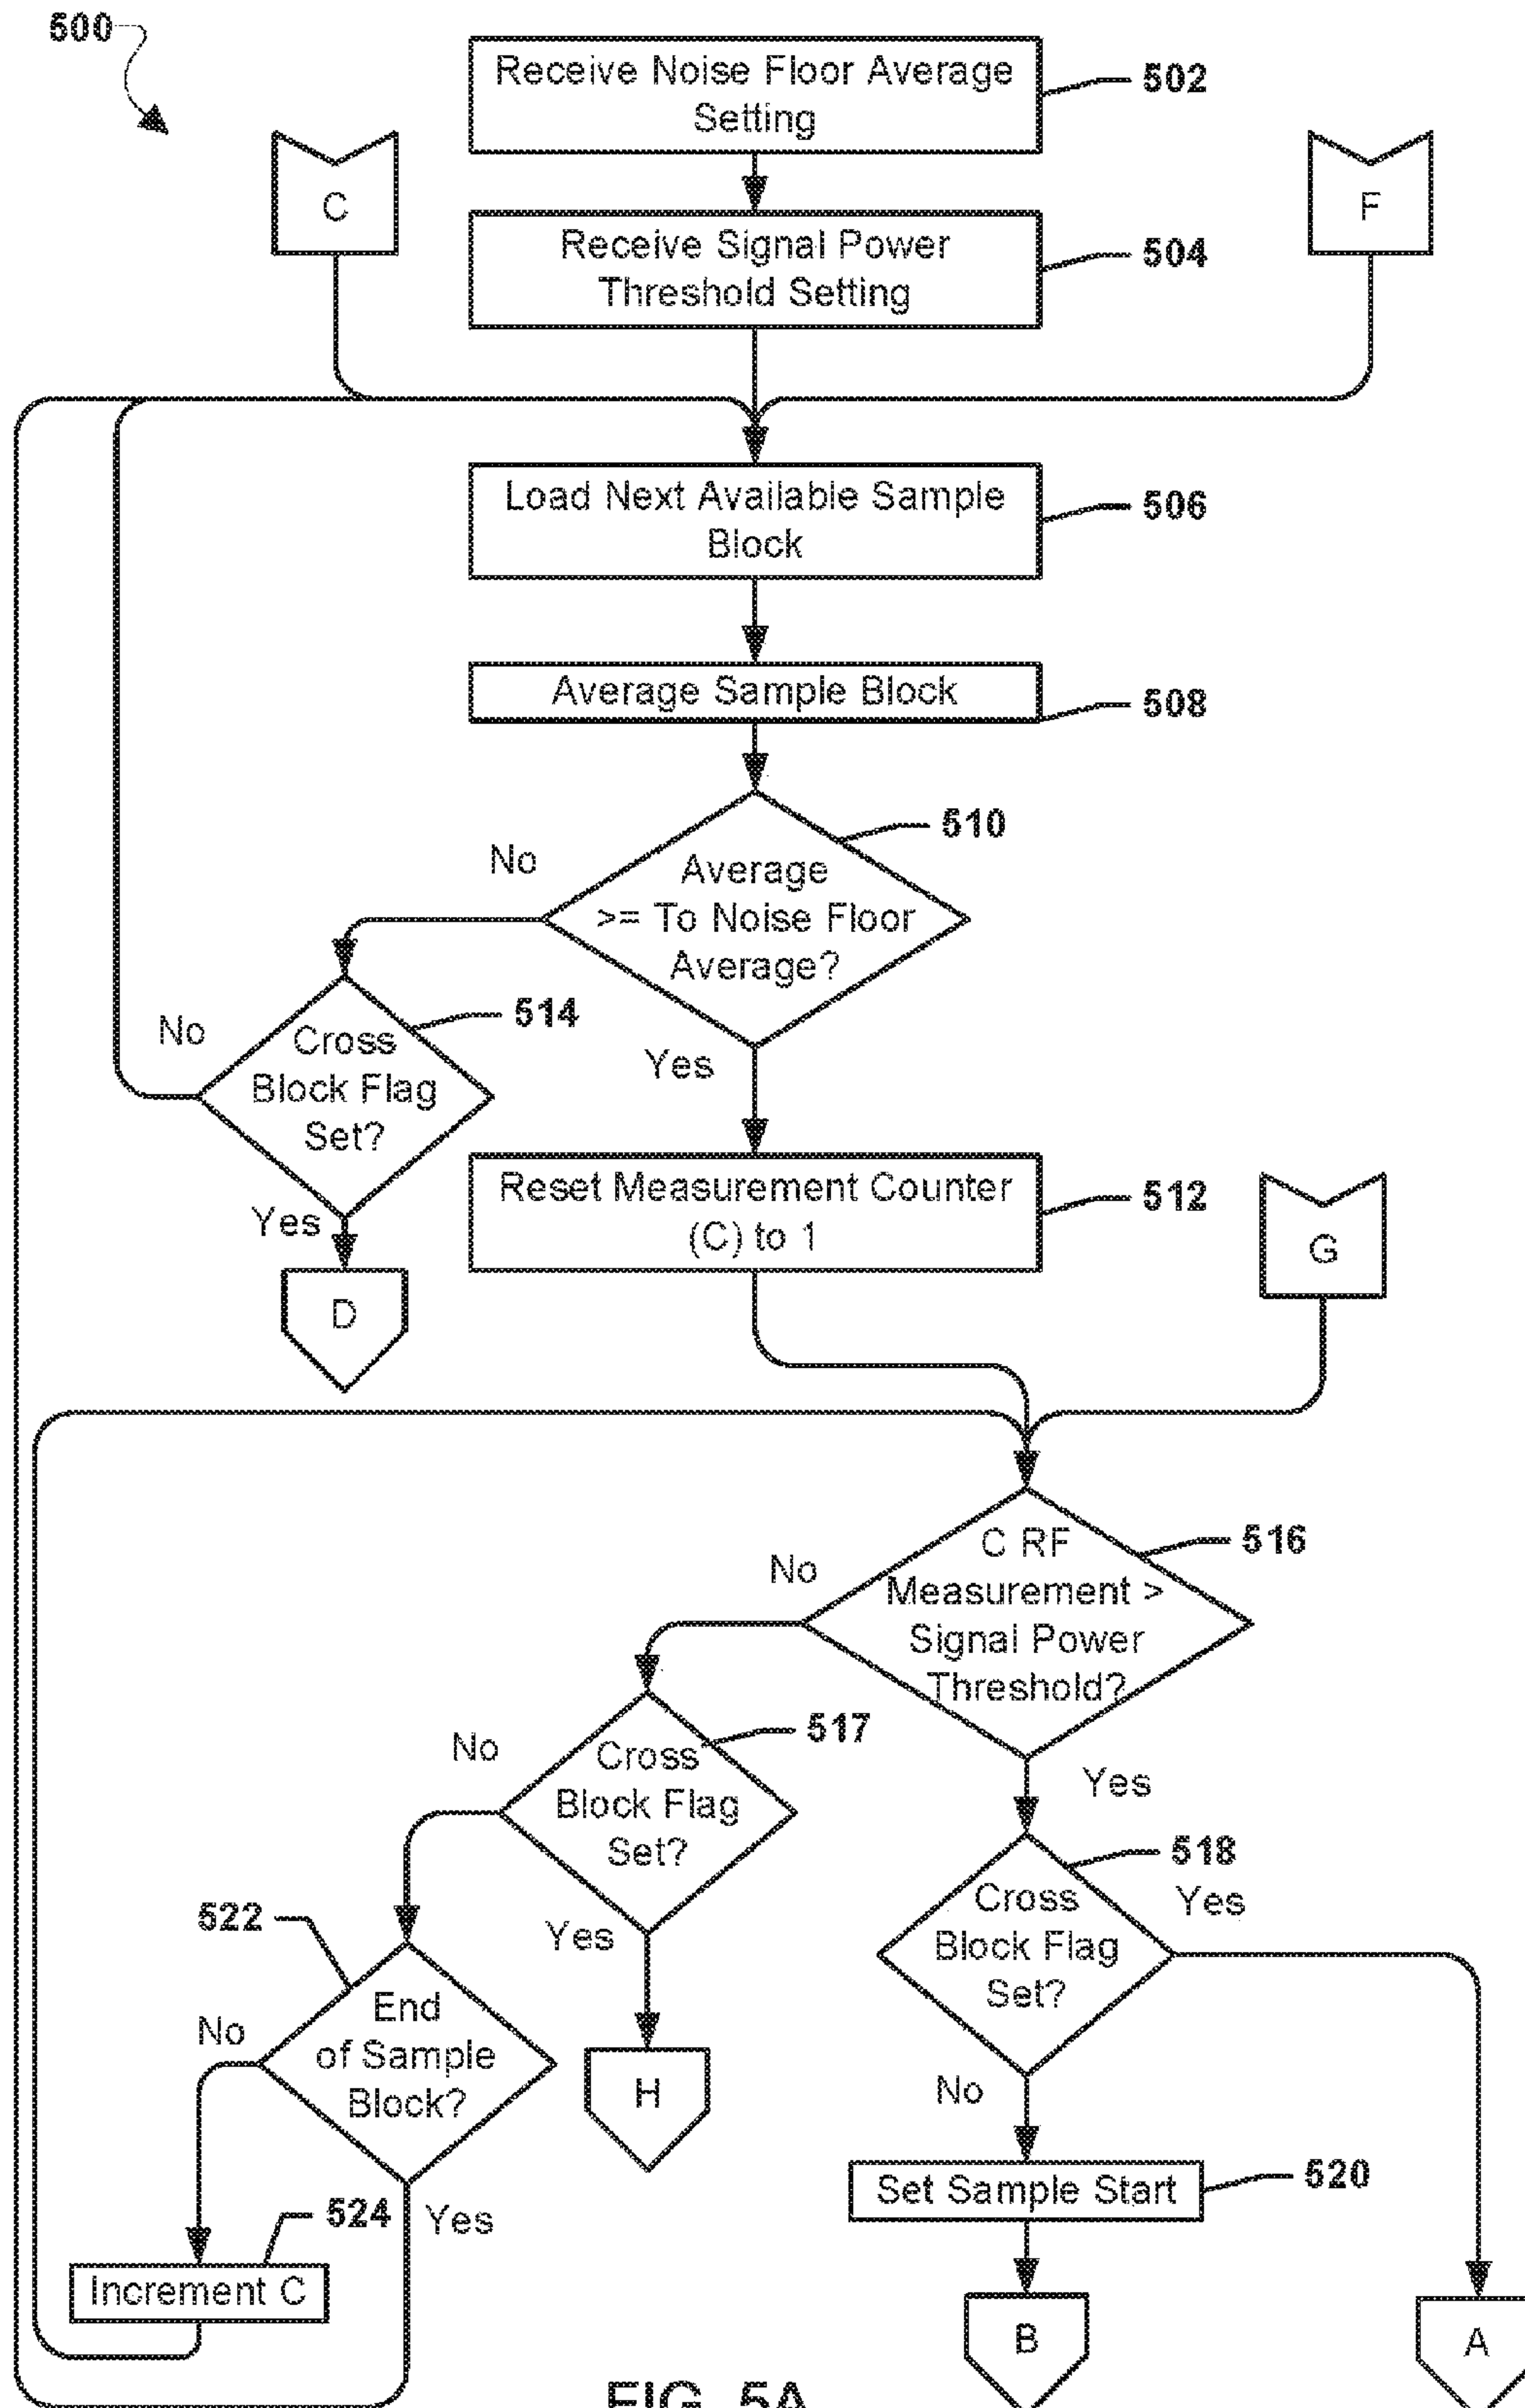 500
Receive Noise Floor Average
Setting
502
C
F
Receive Signal Power
Threshold Setting
504
Load Next Available Sample
Block
506
Average Sample Block
508
510
No
Average
>= To Noise Floor
Average?
514
No
Cross
Block Flag
Set?
Yes
Yes
Reset Measurement Counter
(C) to 1
512
G
D
C RF
Measurement >
Signal Power
Threshold?
516
No
517
No
Cross
Block Flag
Set?
Yes
518
Cross
Block Flag
Set?
Yes
522
Yes
End
of Sample
Block?
No
H
No
Set Sample Start
520
524
Yes
Increment C
B
A
FIG. 5A